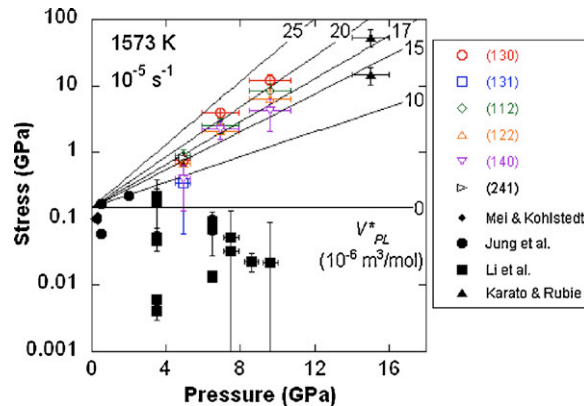 1573 K
10⁻⁵ s⁻¹
25
20
17
15
10
0
V*PL
(10⁻⁶ m³/mol)
Stress (GPa)
100
10
1
0.1
0.01
0.001
0
4
8
12
16
Pressure (GPa)
(130)
(131)
(112)
(122)
(140)
(241)
Mei & Kohlstedt
Jung et al.
Li et al.
Karato & Rubie